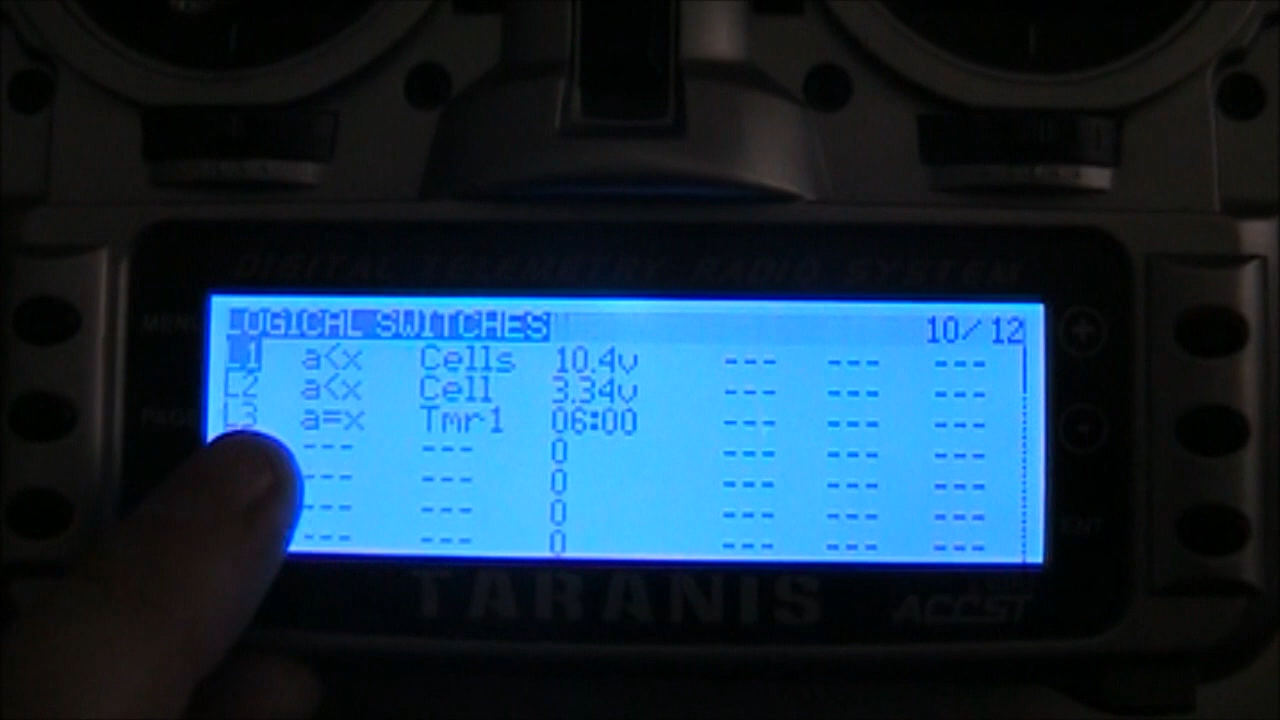 DIGITAL TELEMETRY RADIO SYSTEM
MENU
LOGICAL SWITCHES 10/12
L1 a<x Cells 10.4v --- --- ---
L2 a<x Cell 3.34v --- --- ---
L3 a=x Tmr1 06:00 --- --- ---
--- --- 0 --- --- ---
--- --- 0 --- --- ---
--- --- 0 --- --- ---
--- --- 0 --- --- ---
PAGE
+
-
ENT
TARANIS
ACCST